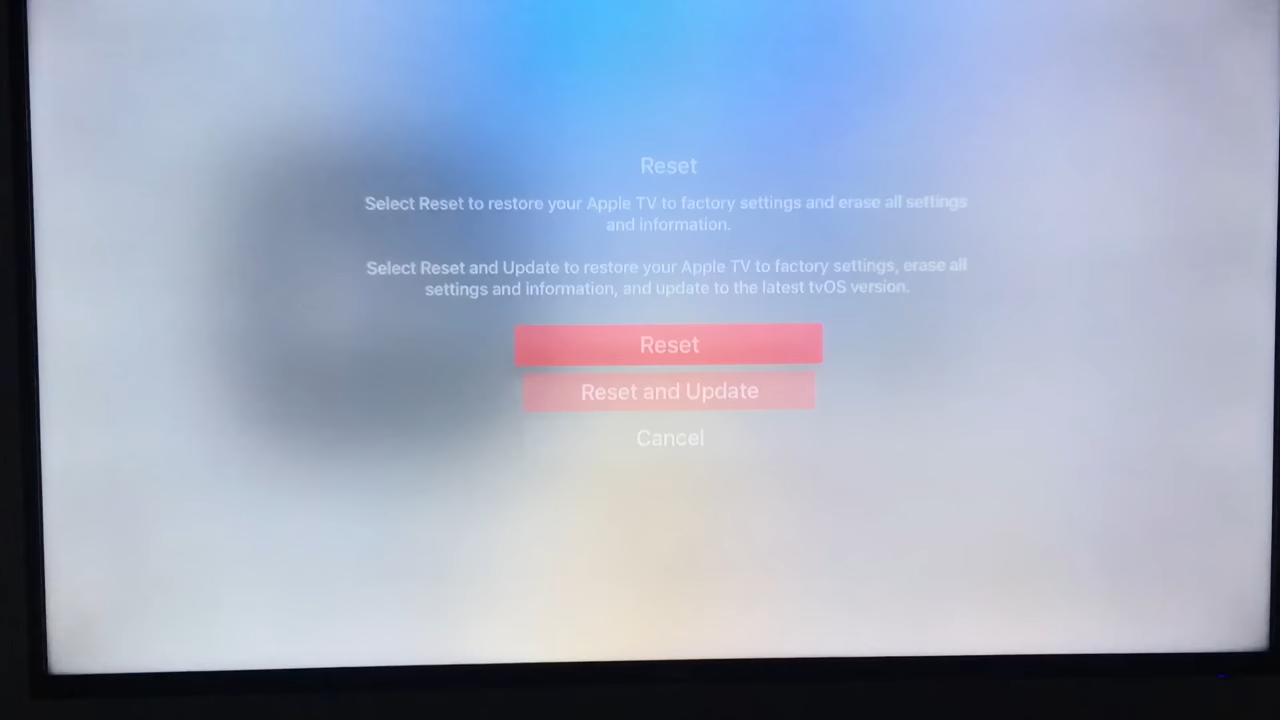 Reset
Select Reset to restore your Apple TV to factory settings and erase all settings
and information.
Select Reset and Update to restore your Apple TV to factory settings, erase all
settings and information, and update to the latest tvOS version.
Reset
Reset and Update
Cancel